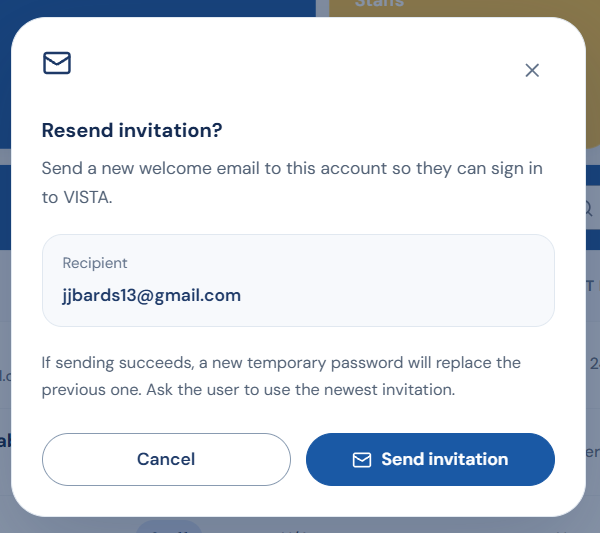 Staffs
Resend invitation?
Send a new welcome email to this account so they can sign in
to VISTA.
Recipient
jjbards13@gmail.com
If sending succeeds, a new temporary password will replace the
previous one. Ask the user to use the newest invitation.
Cancel
Send invitation